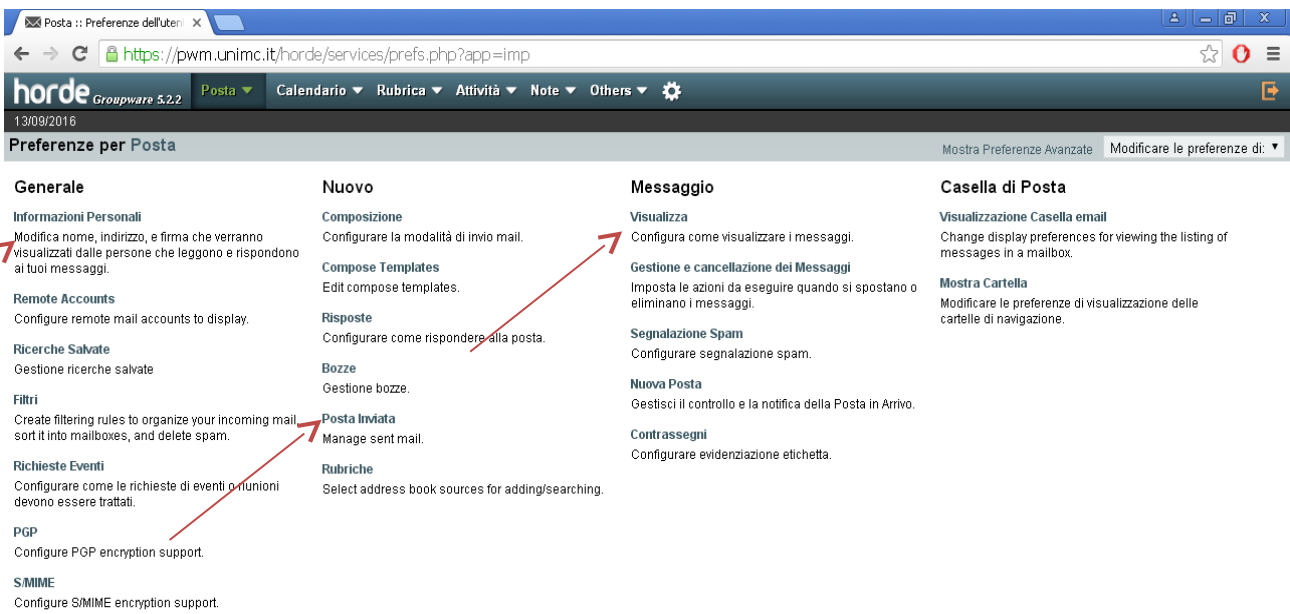 Posta :: Preferenze dell'uten
https://pwm.unimc.it/horde/services/prefs.php?app=imp
horde Groupware 5.2.2 Posta Calendario Rubrica Attività Note Others
13/09/2016
Preferenze per Posta Mostra Preferenze Avanzate Modificare le preferenze di:
Generale
Informazioni Personali
Modifica nome, indirizzo, e firma che verranno
visualizzati dalle persone che leggono e rispondono
ai tuoi messaggi.
Remote Accounts
Configure remote mail accounts to display.
Ricerche Salvate
Gestione ricerche salvate
Filtri
Create filtering rules to organize your incoming mail,
sort it into mailboxes, and delete spam.
Richieste Eventi
Configurare come le richieste di eventi o riunioni
devono essere trattati.
PGP
Configure PGP encryption support.
S/MIME
Configure S/MIME encryption support.
Nuovo
Composizione
Configurare la modalità di invio mail.
Compose Templates
Edit compose templates.
Risposte
Configurare come rispondere alla posta.
Bozze
Gestione bozze.
Posta Inviata
Manage sent mail.
Rubriche
Select address book sources for adding/searching.
Messaggio
Visualizza
Configura come visualizzare i messaggi.
Gestione e cancellazione dei Messaggi
Imposta le azioni da eseguire quando si spostano o
eliminano i messaggi.
Segnalazione Spam
Configurare segnalazione spam.
Nuova Posta
Gestisci il controllo e la notifica della Posta in Arrivo.
Contrassegni
Configurare evidenziazione etichetta.
Casella di Posta
Visualizzazione Casella email
Change display preferences for viewing the listing of
messages in a mailbox.
Mostra Cartella
Modificare le preferenze di visualizzazione delle
cartelle di navigazione.